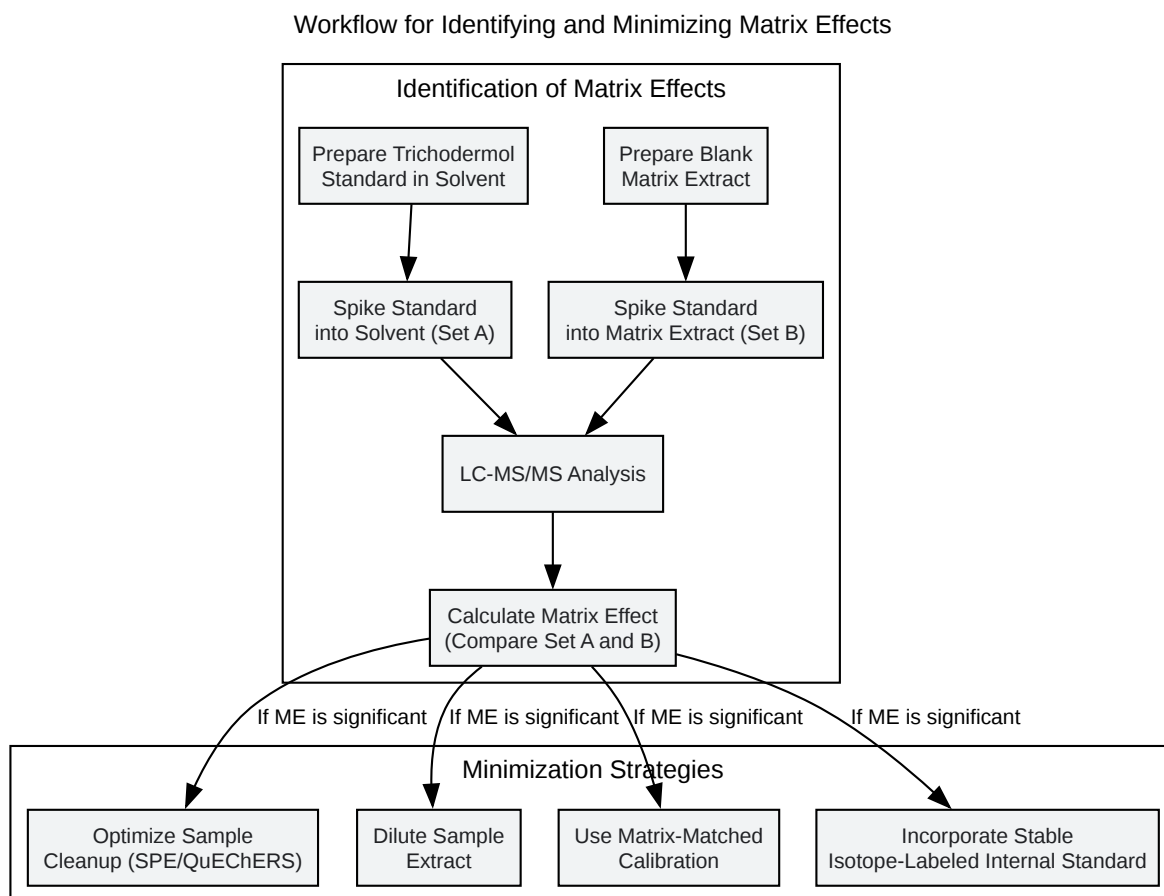 Workflow for Identifying and Minimizing Matrix Effects
Identification of Matrix Effects
Prepare Trichodermol
Standard in Solvent
Prepare Blank
Matrix Extract
Spike Standard
into Solvent (Set A)
Spike Standard
into Matrix Extract (Set B)
LC-MS/MS Analysis
Calculate Matrix Effect
(Compare Set A and B)
If ME is significant
If ME is significant
If ME is significant
If ME is significant
Minimization Strategies
Optimize Sample
Cleanup (SPE/QuEChERS)
Dilute Sample
Extract
Use Matrix-Matched
Calibration
Incorporate Stable
Isotope-Labeled Internal Standard